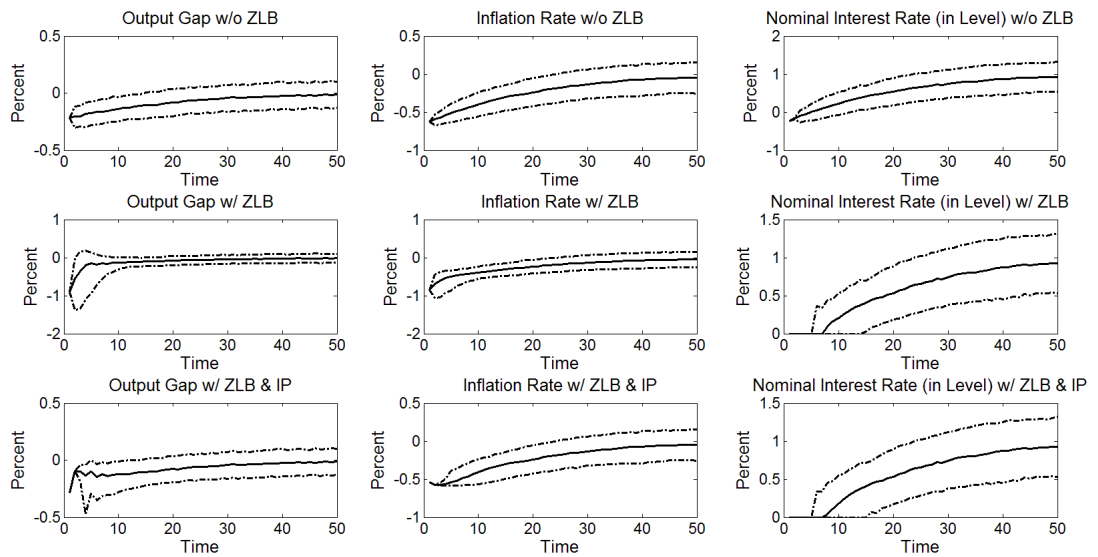 Output Gap w/o ZLB
Percent
0.5
0
-0.5
0 10 20 30 40 50
Time
Inflation Rate w/o ZLB
Percent
0.5
0
-0.5
-1
0 10 20 30 40 50
Time
Nominal Interest Rate (in Level) w/o ZLB
Percent
2
1
0
-1
0 10 20 30 40 50
Time
Output Gap w/ ZLB
Percent
1
0
-1
-2
0 10 20 30 40 50
Time
Inflation Rate w/ ZLB
Percent
1
0
-1
-2
0 10 20 30 40 50
Time
Nominal Interest Rate (in Level) w/ ZLB
Percent
1.5
1
0.5
0
0 10 20 30 40 50
Time
Output Gap w/ ZLB & IP
Percent
0.5
0
-0.5
0 10 20 30 40 50
Time
Inflation Rate w/ ZLB & IP
Percent
0.5
0
-0.5
-1
0 10 20 30 40 50
Time
Nominal Interest Rate (in Level) w/ ZLB & IP
Percent
1.5
1
0.5
0
0 10 20 30 40 50
Time